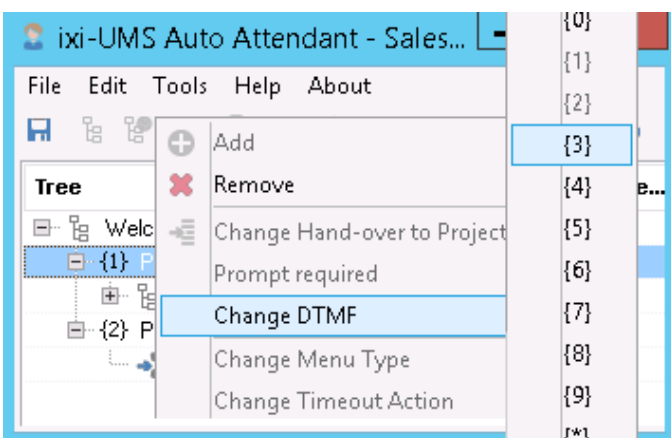 ixi-UMS Auto Attendant - Sales...
File Edit Tools Help About
Tree
Welc
{1} P
{2} P
Add
Remove
Change Hand-over to Project
Prompt required
Change DTMF
Change Menu Type
Change Timeout Action
{0}
{1}
{2}
{3}
{4}
{5}
{6}
{7}
{8}
{9}
{*}
e...